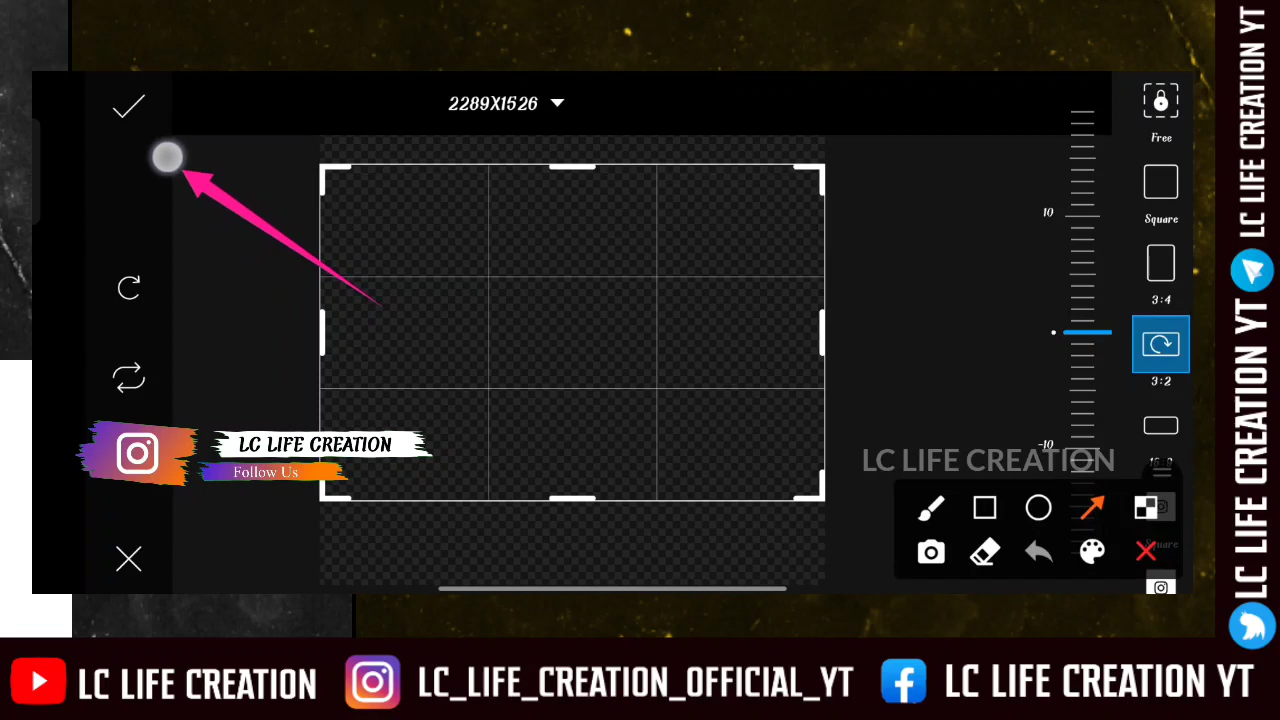 2289X1526
Free
Square
10
3:4
3:2
-10
LC LIFE CREATION
Follow Us
LC LIFE CREATION
LC LIFE CREATION YT
LC LIFE CREATION YT
LC LIFE CREATION
LC_LIFE_CREATION_OFFICIAL_YT
LC LIFE CREATION YT